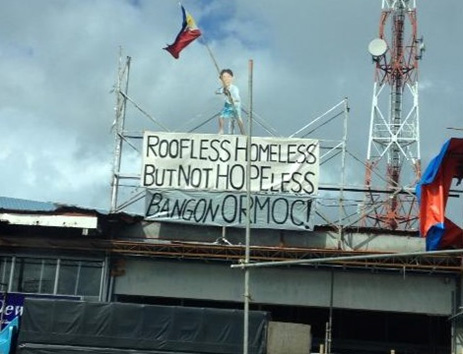 ROOFLESS HOMELESS
BUT NOT HOPELESS
BANGON ORMOC!